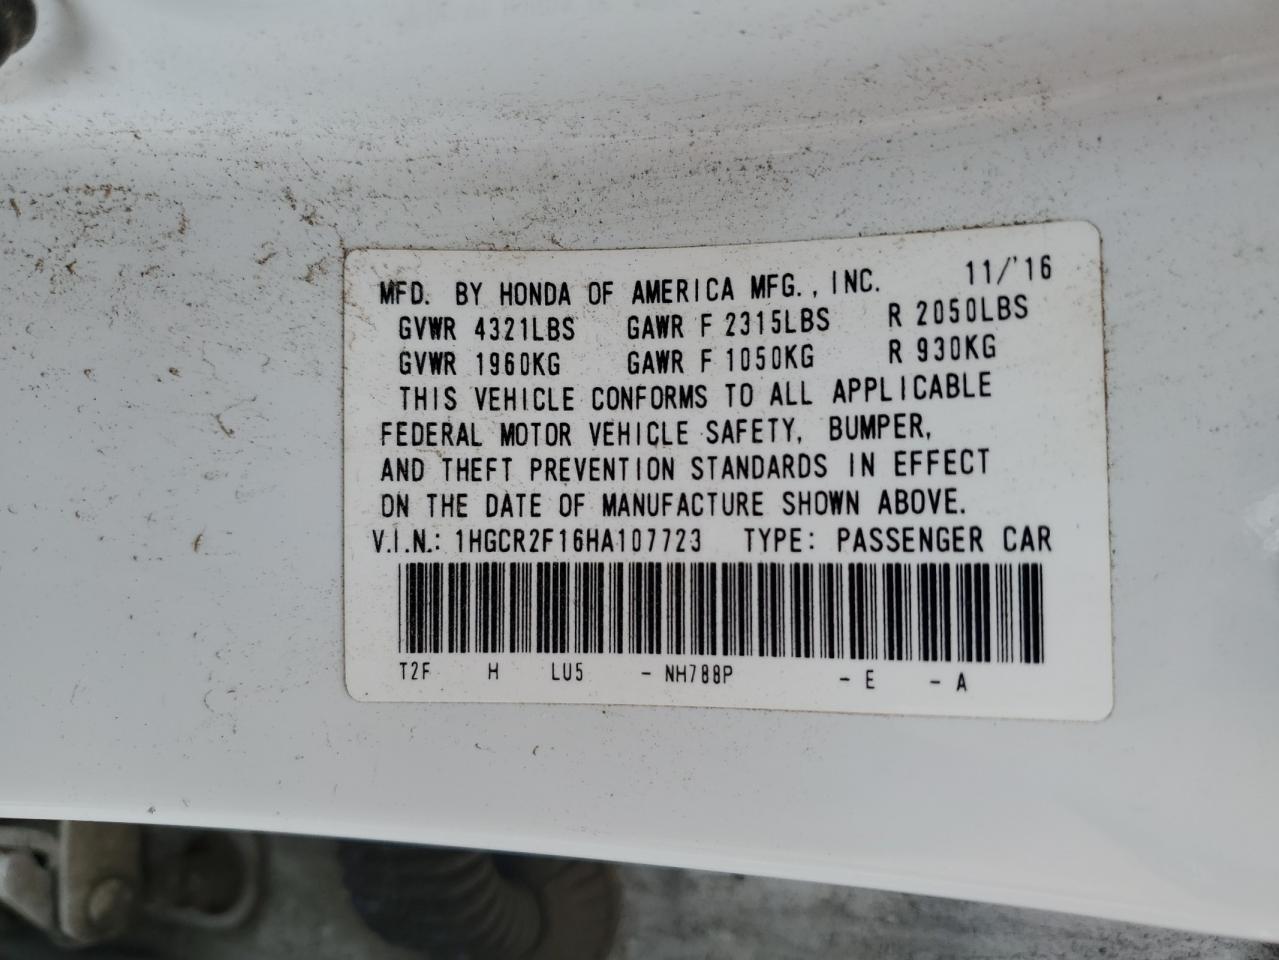 MFD. BY HONDA OF AMERICA MFG., INC. 11/'16
GVWR 4321LBS GAWR F 2315LBS R 2050LBS
GVWR 1960KG GAWR F 1050KG R 930KG
THIS VEHICLE CONFORMS TO ALL APPLICABLE
FEDERAL MOTOR VEHICLE SAFETY, BUMPER,
AND THEFT PREVENTION STANDARDS IN EFFECT
ON THE DATE OF MANUFACTURE SHOWN ABOVE.
V.I.N.: 1HGCR2F16HA107723 TYPE: PASSENGER CAR
T2F H LU5 - NH788P - E - A